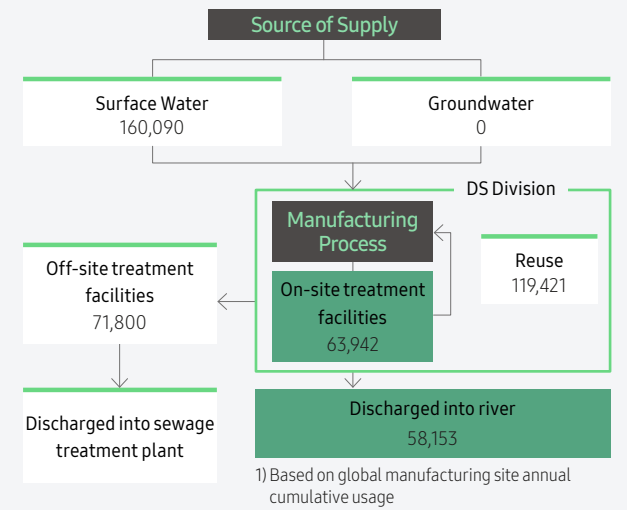 Source of Supply
Surface Water
160,090
Groundwater
0
DS Division
Manufacturing
Process
Reuse
119,421
On-site treatment
facilities
63,942
Off-site treatment
facilities
71,800
Discharged into sewage
treatment plant
Discharged into river
58,153
1) Based on global manufacturing site annual
cumulative usage